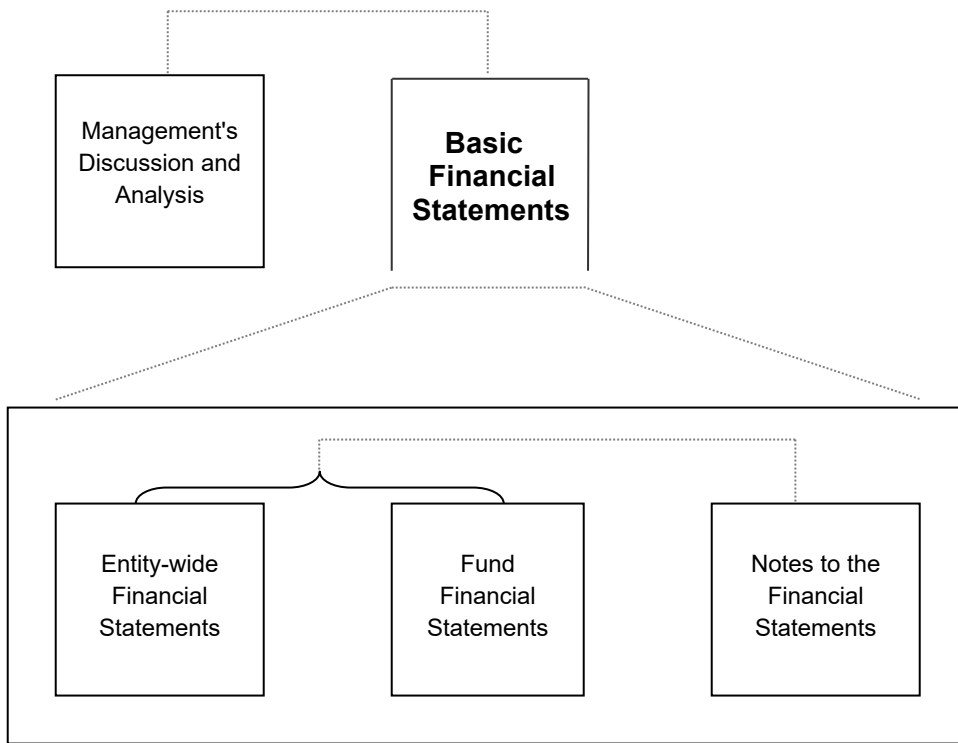 Management's
Discussion and
Analysis
Basic
Financial
Statements
Entity-wide
Financial
Statements
Fund
Financial
Statements
Notes to the
Financial
Statements